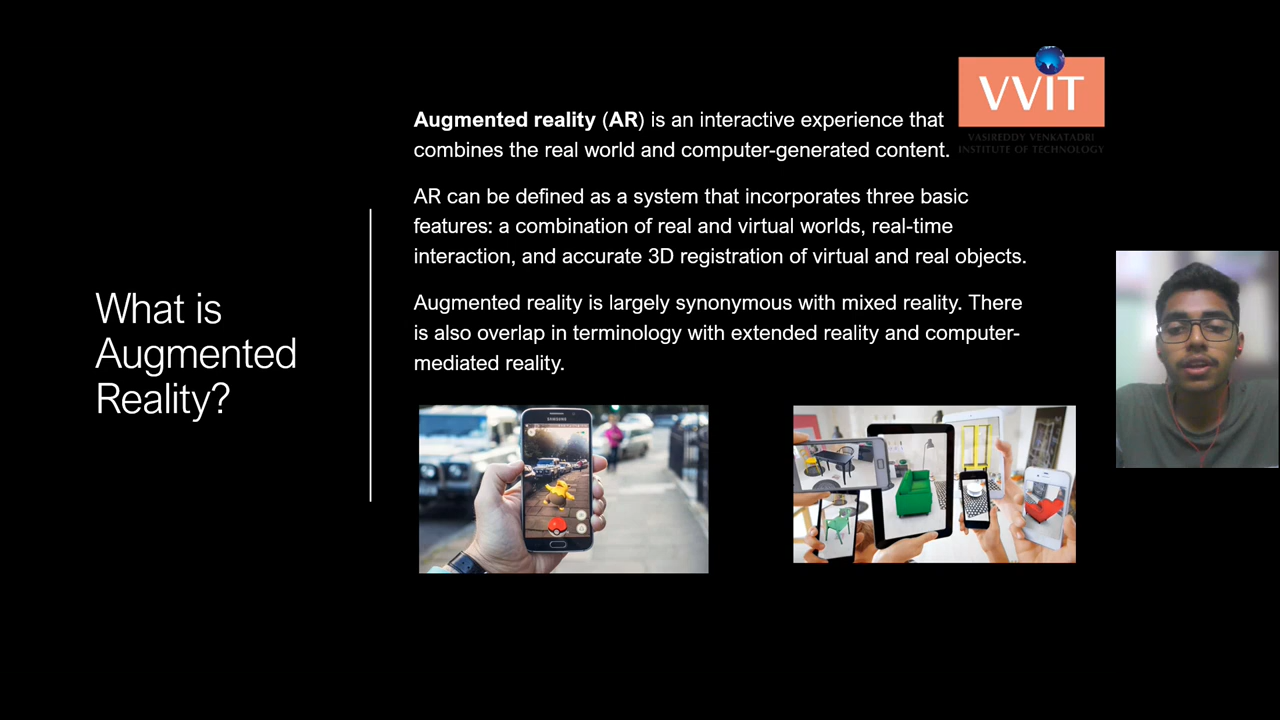 VVIT
VASIREDDY VENKATADRI
INSTITUTE OF TECHNOLOGY
What is
Augmented
Reality?
Augmented reality (AR) is an interactive experience that
combines the real world and computer-generated content.
AR can be defined as a system that incorporates three basic
features: a combination of real and virtual worlds, real-time
interaction, and accurate 3D registration of virtual and real objects.
Augmented reality is largely synonymous with mixed reality. There
is also overlap in terminology with extended reality and computer-
mediated reality.
SAMSUNG